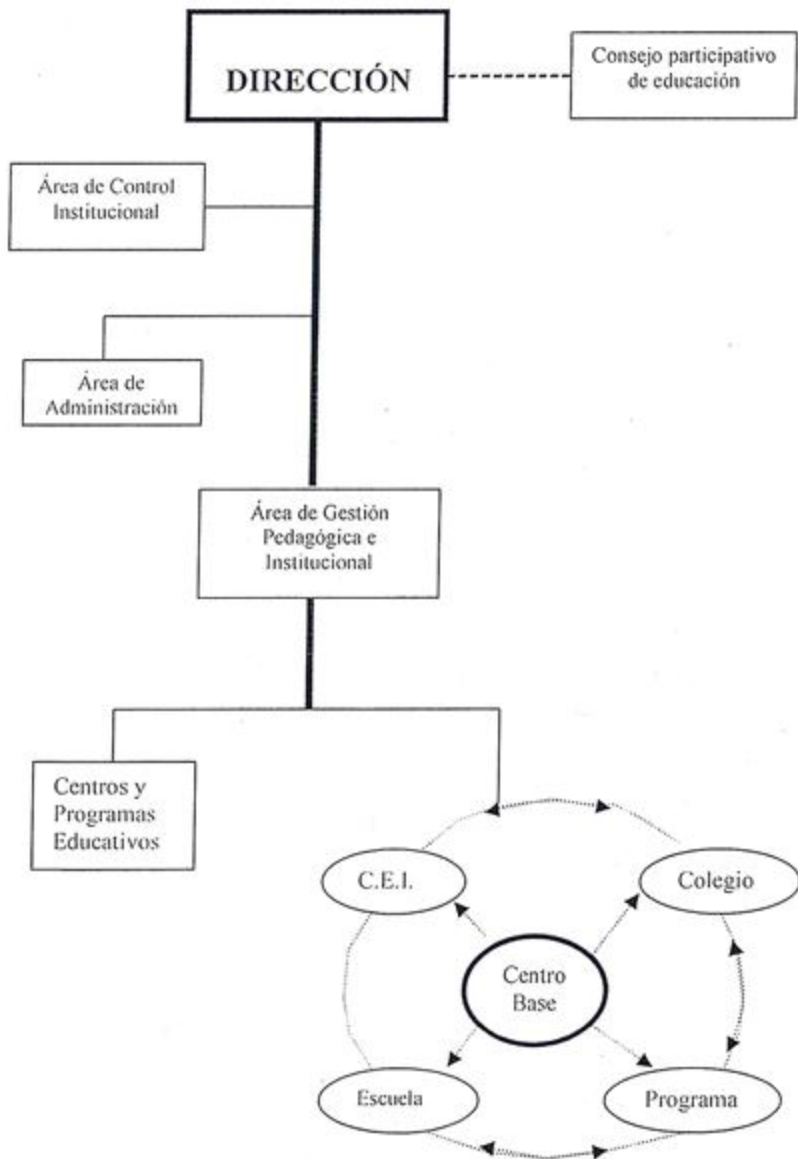 DIRECCIÓN
Consejo participativo
de educación
Área de Control
Institucional
Área de
Administración
Área de Gestión
Pedagógica e
Institucional
Centros y
Programas
Educativos
C.E.I.
Colegio
Centro
Base
Escuela
Programa